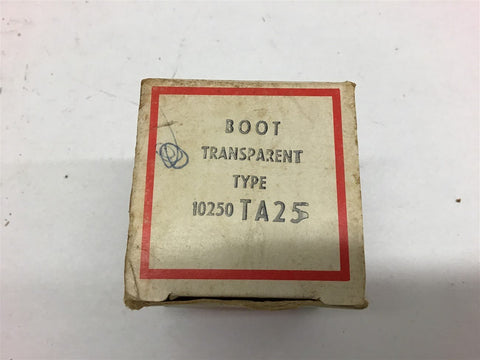 BOOT
TRANSPARENT
TYPE
10250 TA25